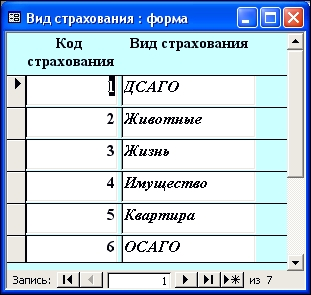 Вид страхования : форма
Код Вид страхования
страхования
1 ДСАГО
2 Животные
3 Жизнь
4 Имущество
5 Квартира
6 ОСАГО
Запись: 1 из 7